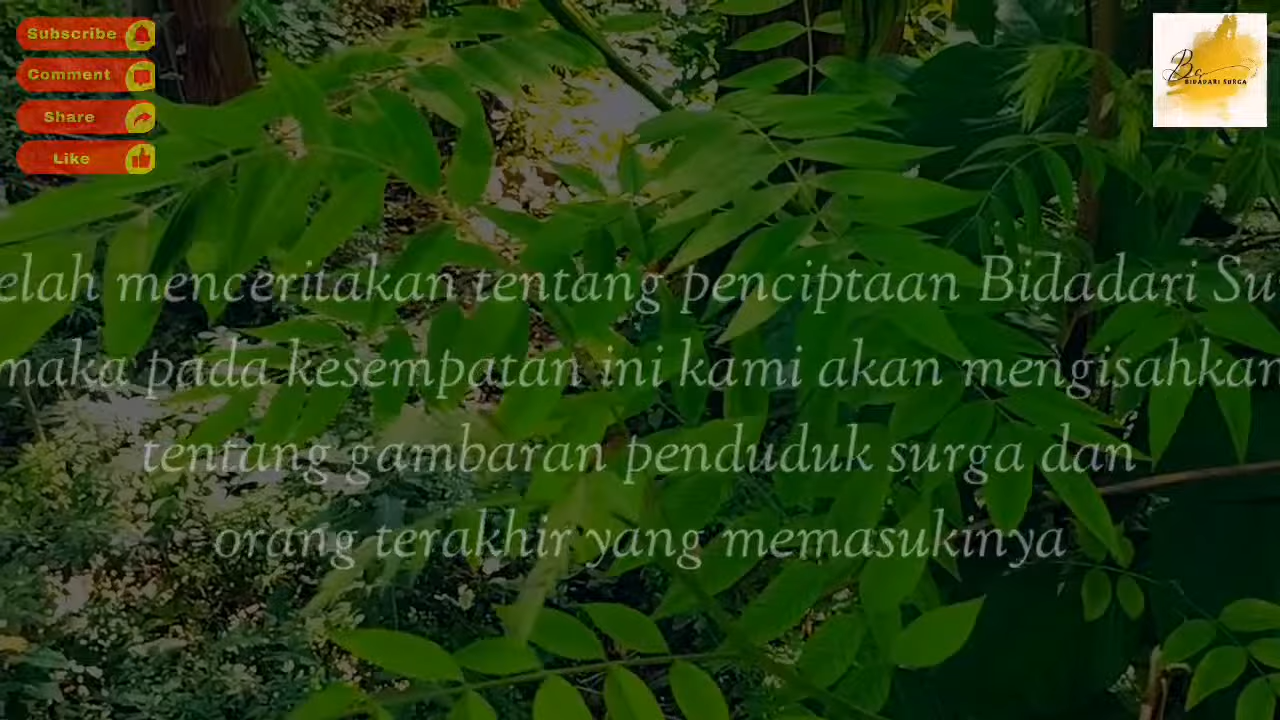 Subscribe
Comment
Share
Like
Bs
BIDADARI SURGA
elah menceritakan tentang penciptaan Bidadari Su
maka pada kesempatan ini kami akan mengisahkan
tentang gambaran penduduk surga dan
orang terakhir yang memasukinya